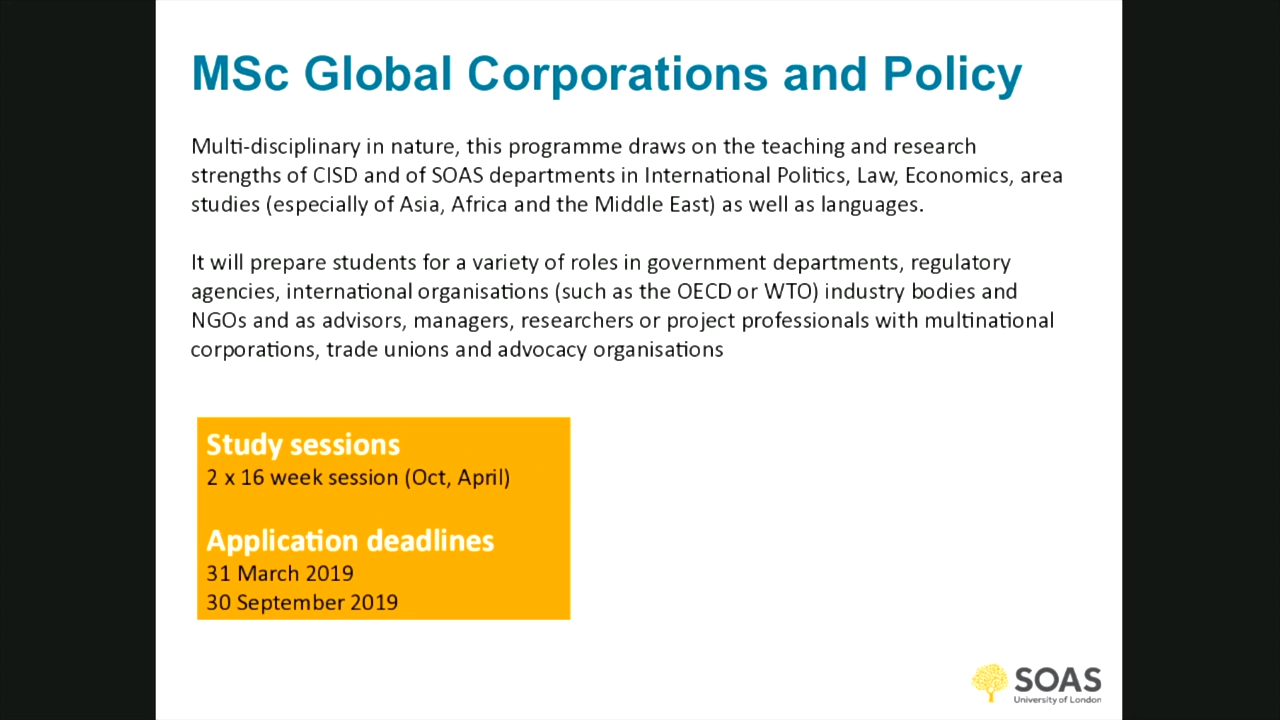 MSc Global Corporations and Policy
Multi-disciplinary in nature, this programme draws on the teaching and research
strengths of CISD and of SOAS departments in International Politics, Law, Economics, area
studies (especially of Asia, Africa and the Middle East) as well as languages.
It will prepare students for a variety of roles in government departments, regulatory
agencies, international organisations (such as the OECD or WTO) industry bodies and
NGOs and as advisors, managers, researchers or project professionals with multinational
corporations, trade unions and advocacy organisations
Study sessions
2 x 16 week session (Oct, April)
Application deadlines
31 March 2019
30 September 2019
SOAS
University of London